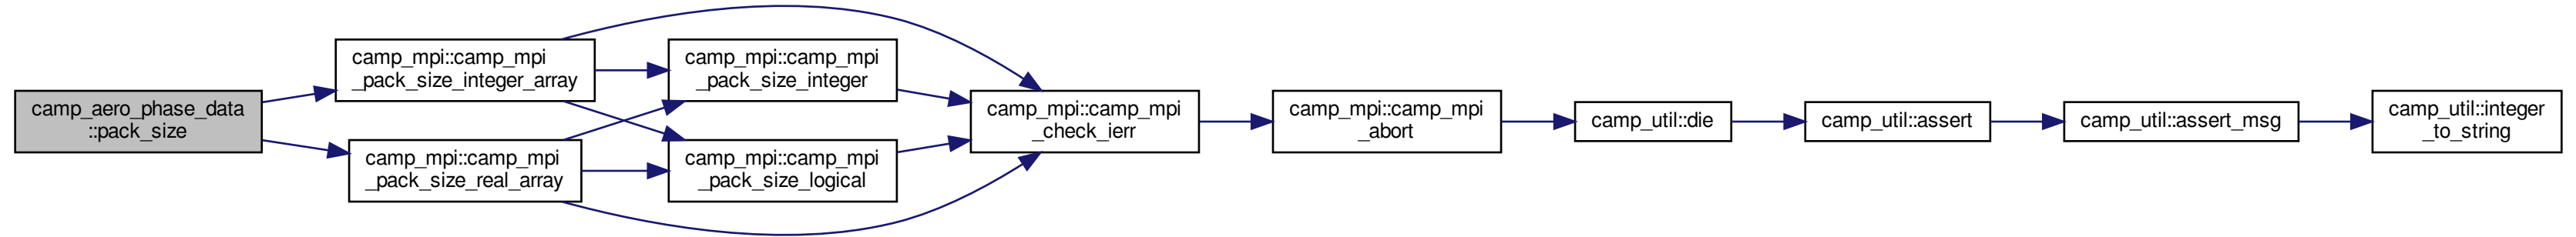 camp_aero_phase_data
::pack_size
camp_mpi::camp_mpi
_pack_size_integer_array
camp_mpi::camp_mpi
_pack_size_real_array
camp_mpi::camp_mpi
_pack_size_integer
camp_mpi::camp_mpi
_pack_size_logical
camp_mpi::camp_mpi
_check_ierr
camp_mpi::camp_mpi
_abort
camp_util::die
camp_util::assert
camp_util::assert_msg
camp_util::integer
_to_string